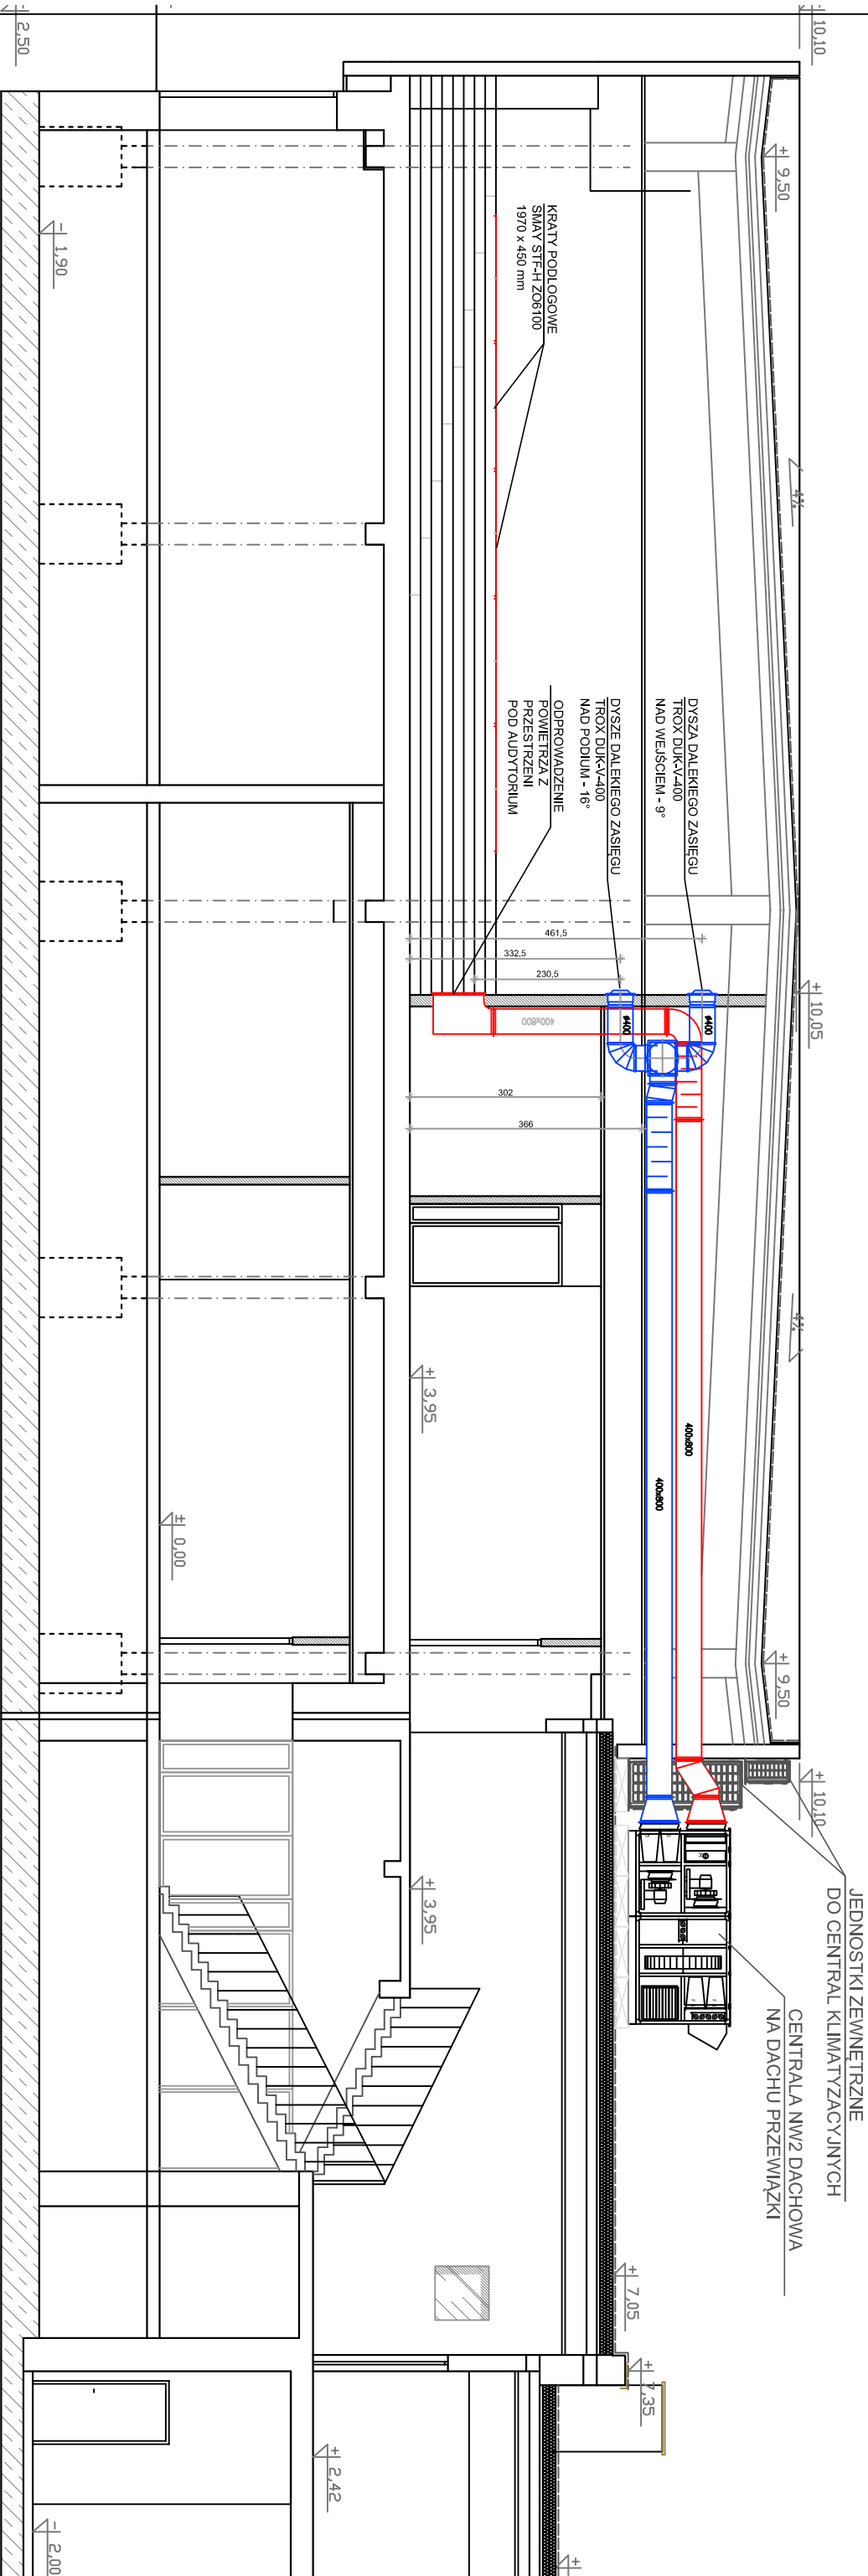 2,50
10,10
+ 9,50
- 1,90
KRATY PODLOGOWE
SMAY STF-H ZO6100
1970 x 450 mm
4%
DYSZA DALEKIEGO ZASIĘGU
TROX DUK-V-400
NAD WEJŚCIEM - 9°
DYSZE DALEKIEGO ZASIĘGU
TROX DUK-V-400
NAD PODIUM - 16°
ODPROWADZENIE
POWIETRZA Z
PRZESTRZENI
POD AUDYTORIUM
461,5
332,5
230,5
+ 10,05
ø400
ø400
400x800
302
366
4%
+ 3,95
400x800
400x800
± 0,00
+ 9,50
+ 10,10
JEDNOSTKI ZEWNĘTRZNE
DO CENTRAL KLIMATYZACYJNYCH
CENTRALA NW2 DACHOWA
NA DACHU PRZEWIĄZKI
+ 3,95
+ 7,05
+ 7,35
+ 2,42
- 2,00
+